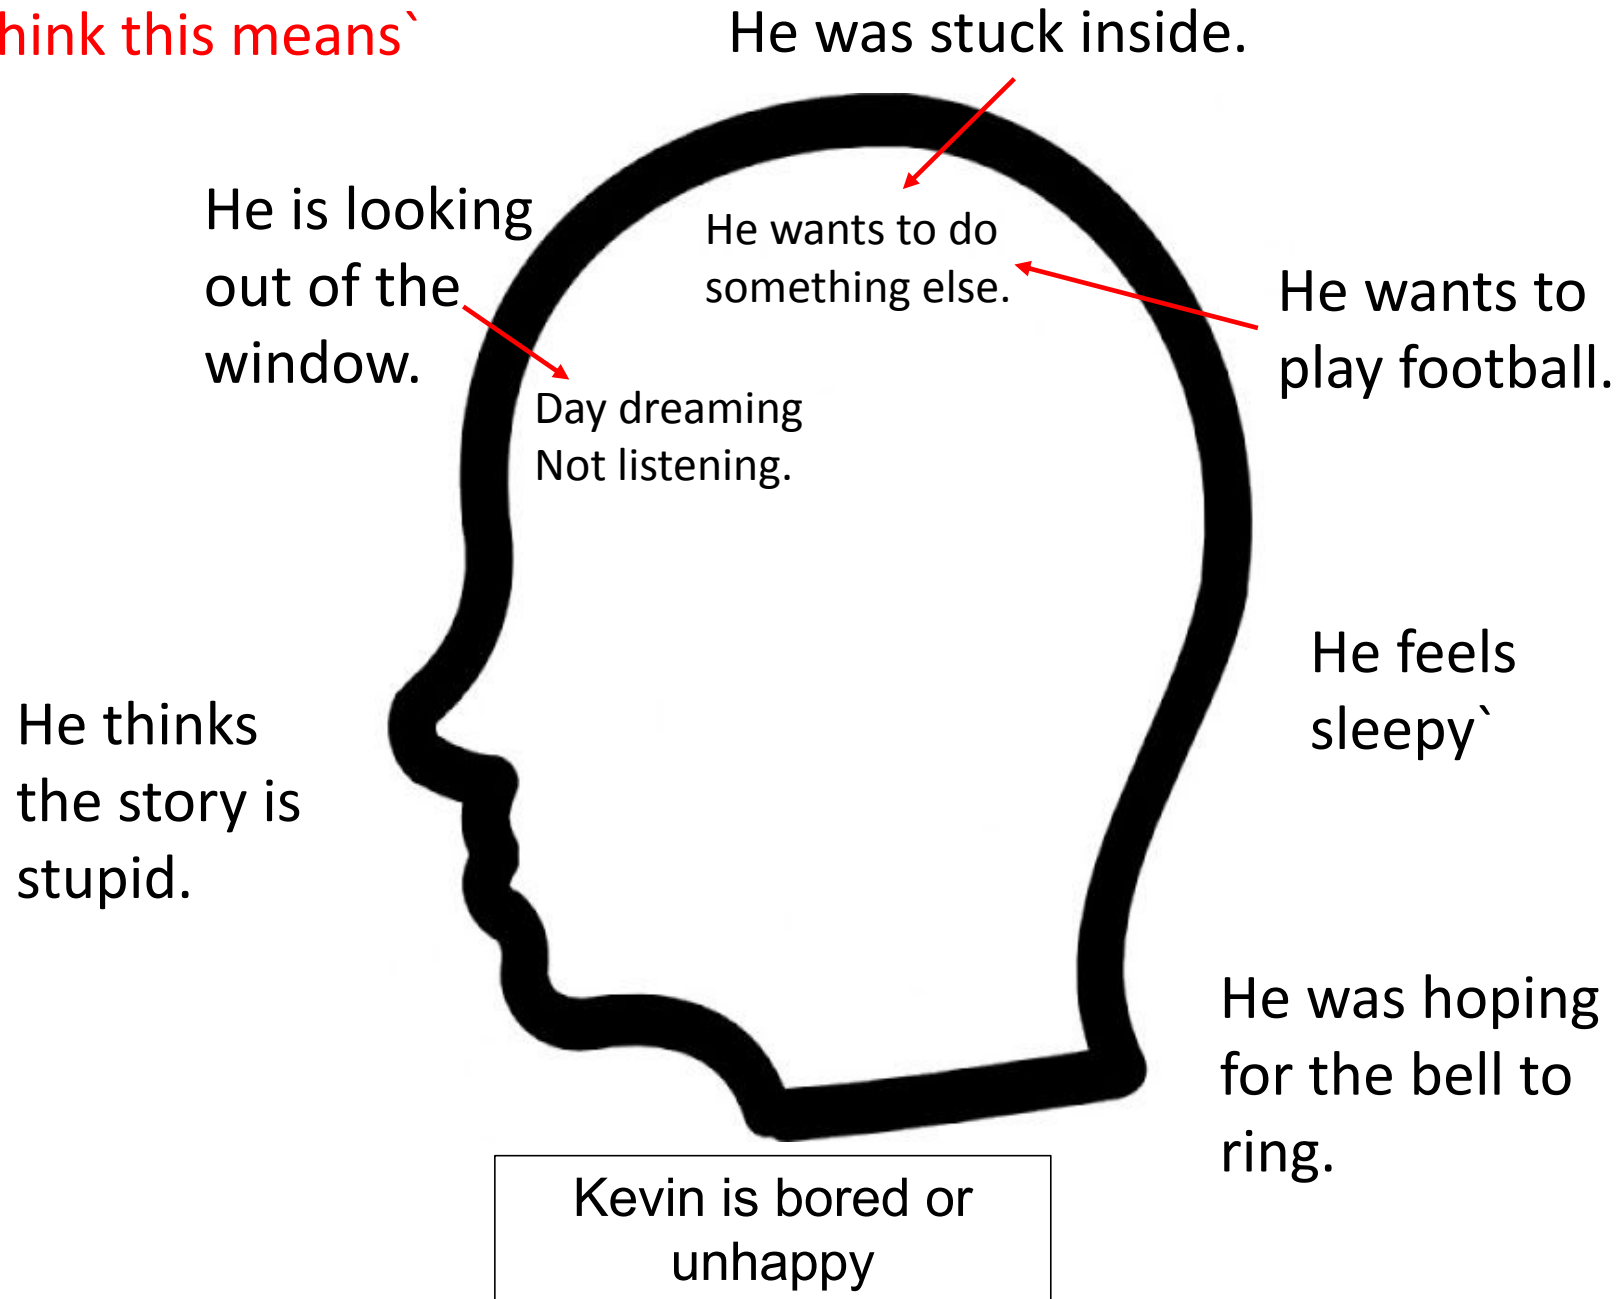 hink this means`
He was stuck inside.
He is looking
out of the
window.
He wants to do
something else.
He wants to
play football.
Day dreaming
Not listening.
He feels
sleepy`
He thinks
the story is
stupid.
He was hoping
for the bell to
ring.
Kevin is bored or
unhappy